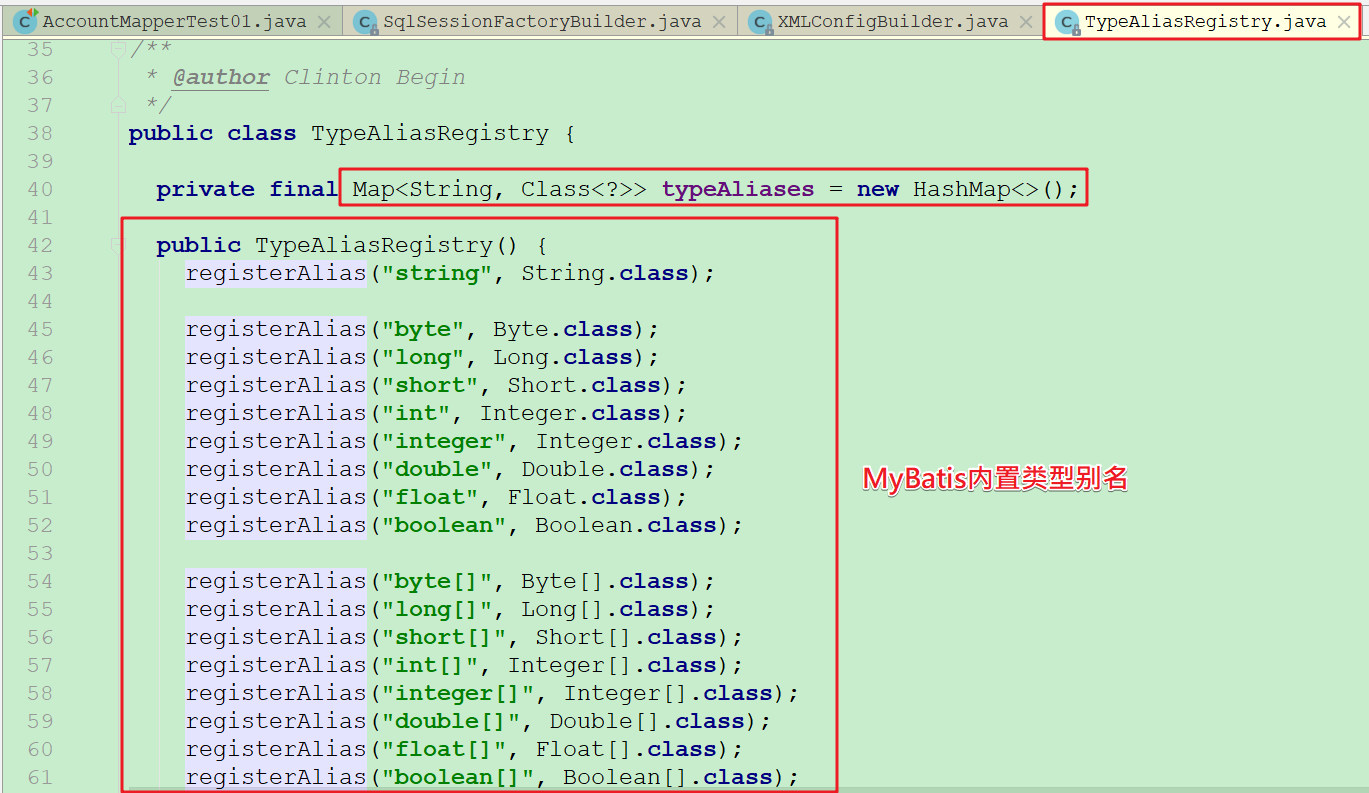 AccountMapperTest01.java SqlSessionFactoryBuilder.java XMLConfigBuilder.java TypeAliasRegistry.java
35 /**
36 * @author Clinton Begin
37 */
38 public class TypeAliasRegistry {
39
40 private final Map<String, Class<?>> typeAliases = new HashMap<>();
41
42 public TypeAliasRegistry() {
43 registerAlias("string", String.class);
44
45 registerAlias("byte", Byte.class);
46 registerAlias("long", Long.class);
47 registerAlias("short", Short.class);
48 registerAlias("int", Integer.class);
49 registerAlias("integer", Integer.class);
50 registerAlias("double", Double.class);
51 registerAlias("float", Float.class);
52 registerAlias("boolean", Boolean.class);
MyBatis内置类型别名
53
54 registerAlias("byte[]", Byte[].class);
55 registerAlias("long[]", Long[].class);
56 registerAlias("short[]", Short[].class);
57 registerAlias("int[]", Integer[].class);
58 registerAlias("integer[]", Integer[].class);
59 registerAlias("double[]", Double[].class);
60 registerAlias("float[]", Float[].class);
61 registerAlias("boolean[]", Boolean[].class);